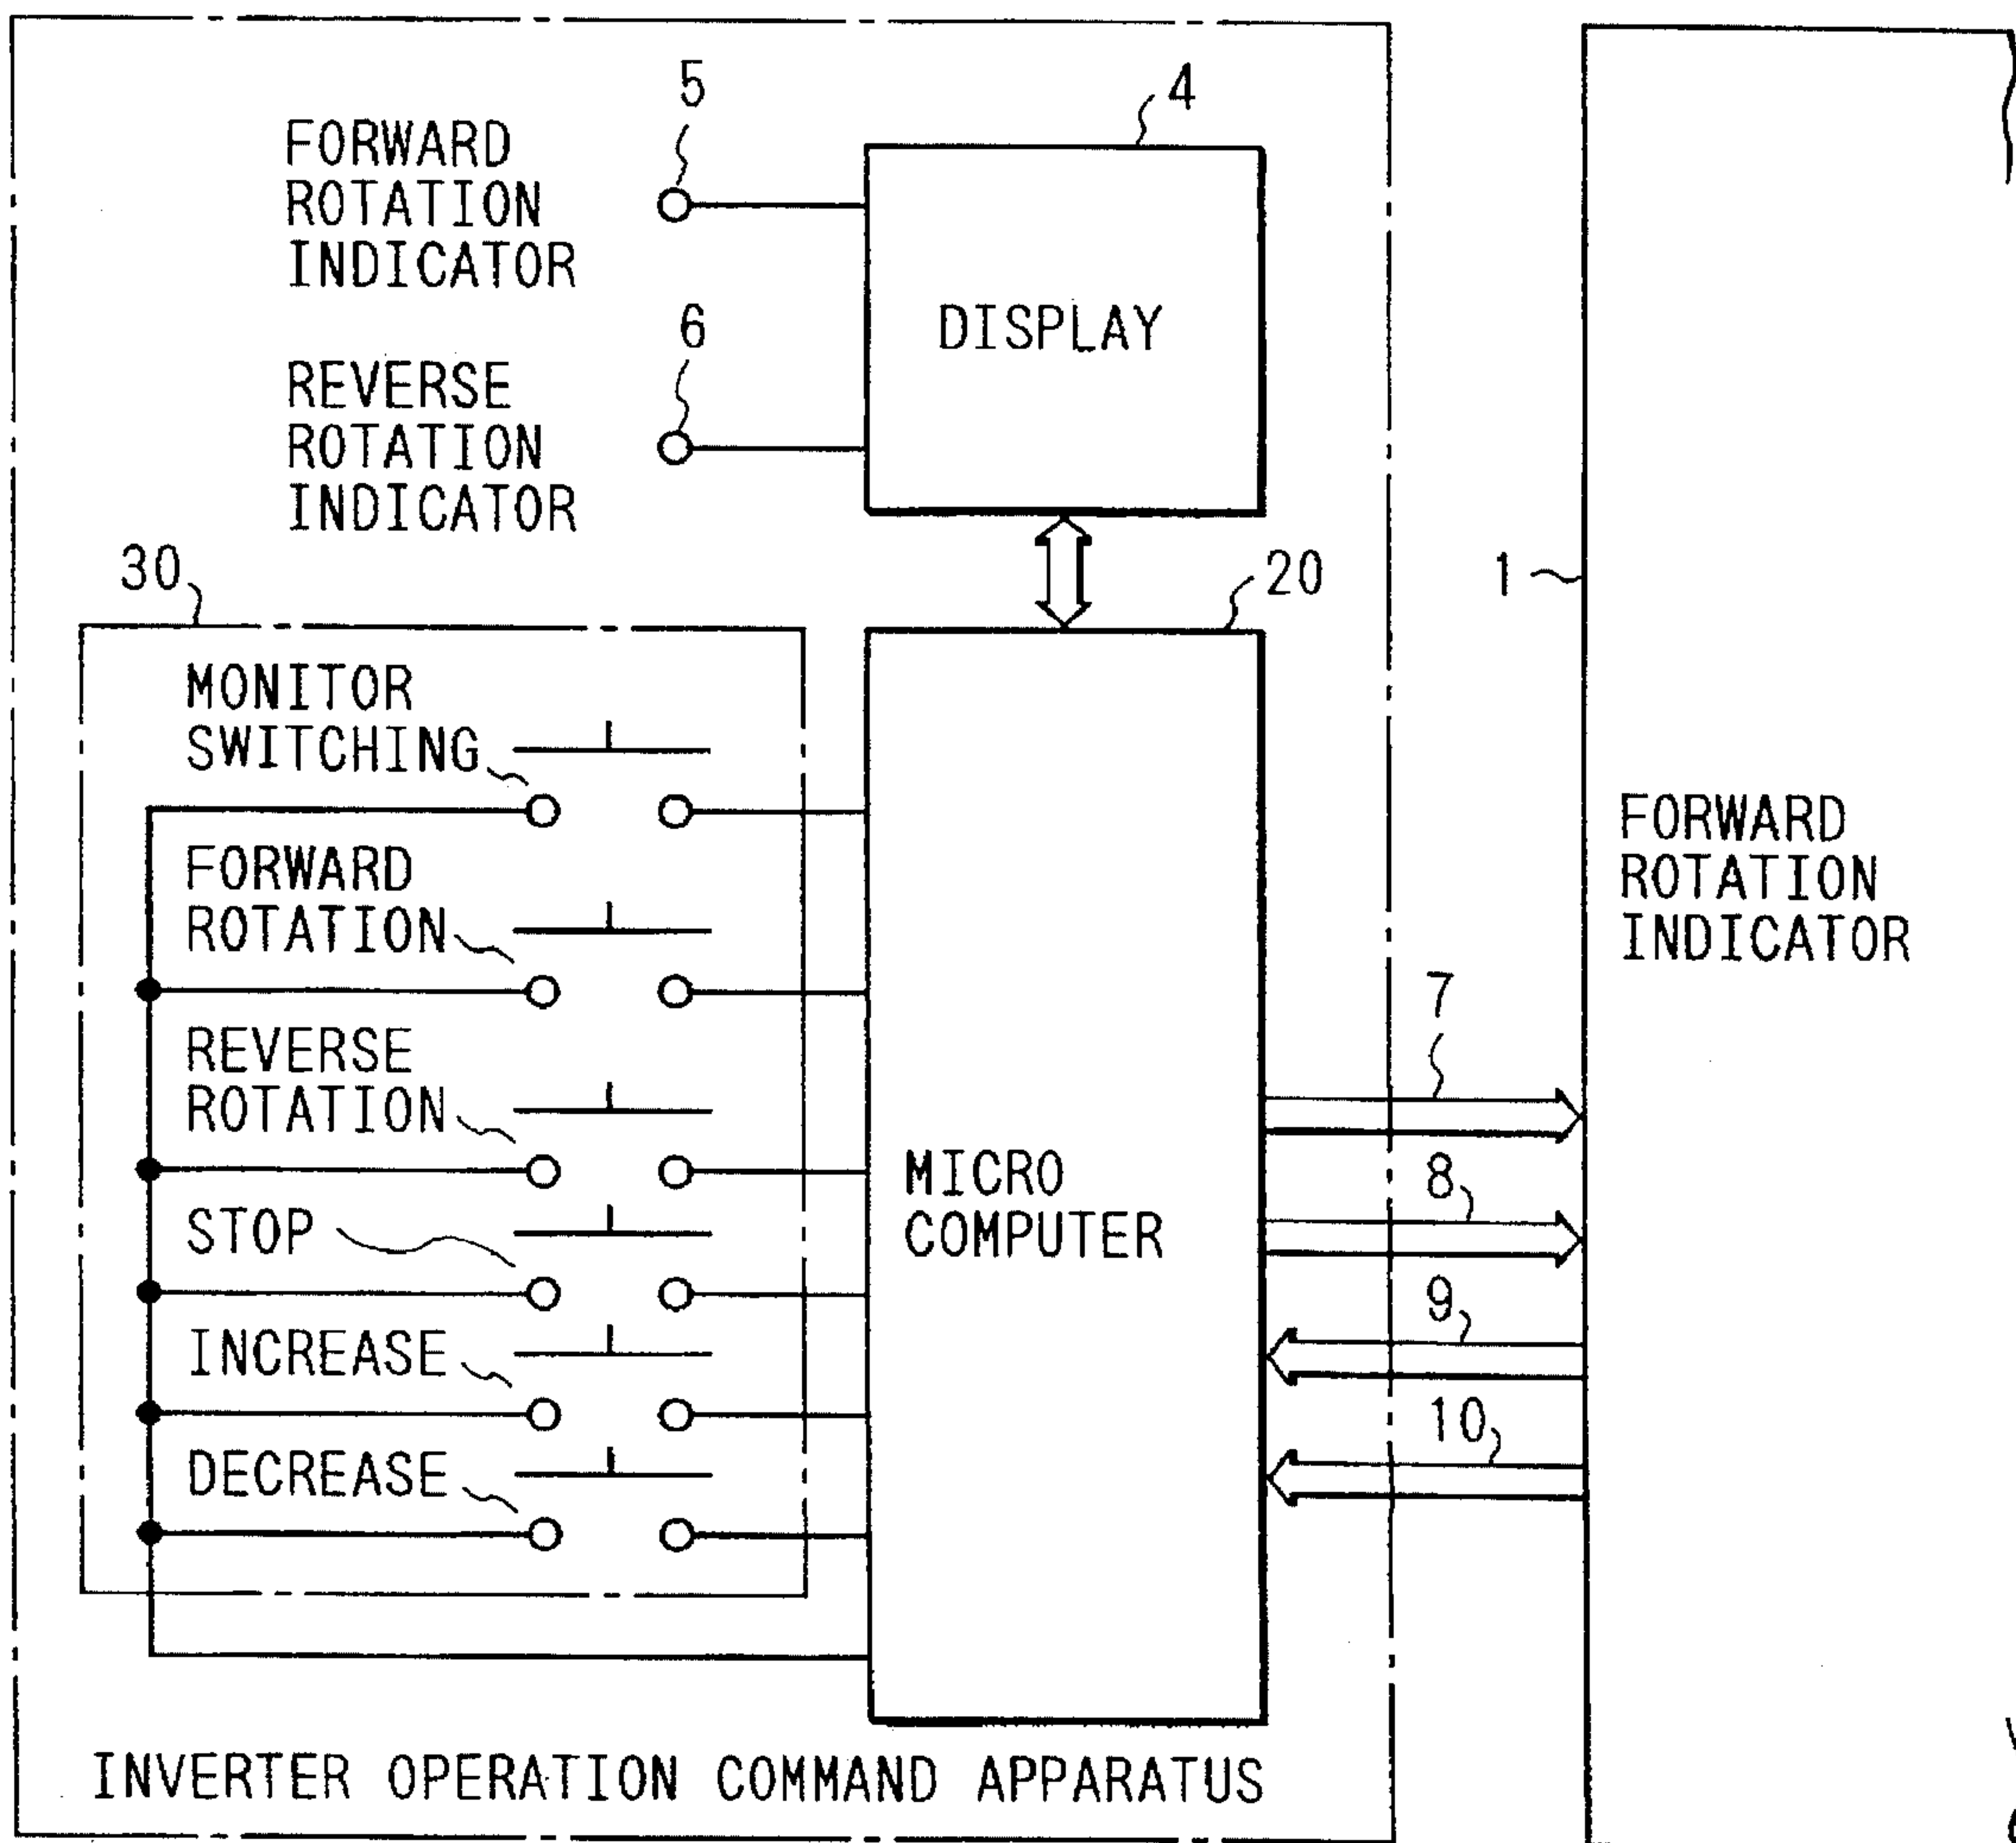 5
4
FORWARD
ROTATION
INDICATOR
6
DISPLAY
REVERSE
ROTATION
INDICATOR
30
20
1
MONITOR
SWITCHING
FORWARD
ROTATION
REVERSE
ROTATION
STOP
INCREASE
DECREASE
MICRO
COMPUTER
FORWARD
ROTATION
INDICATOR
7
8
9
10
INVERTER OPERATION COMMAND APPARATUS